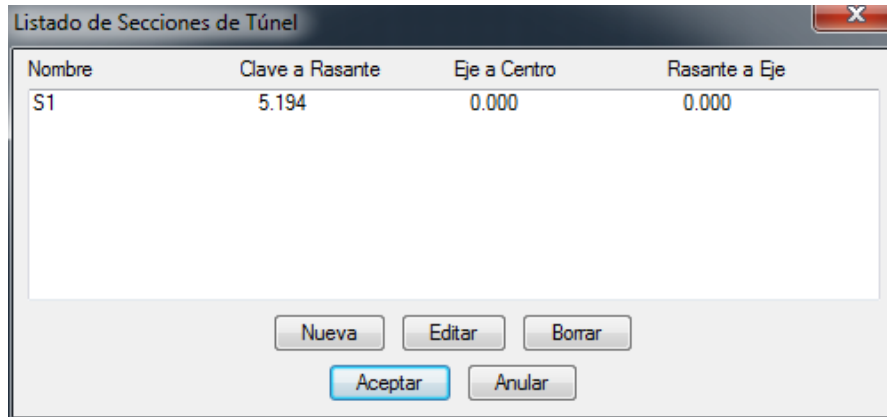 Listado de Secciones de Túnel
Nombre Clave a Rasante Eje a Centro Rasante a Eje
S1 5.194 0.000 0.000
Nueva Editar Borrar
Aceptar Anular